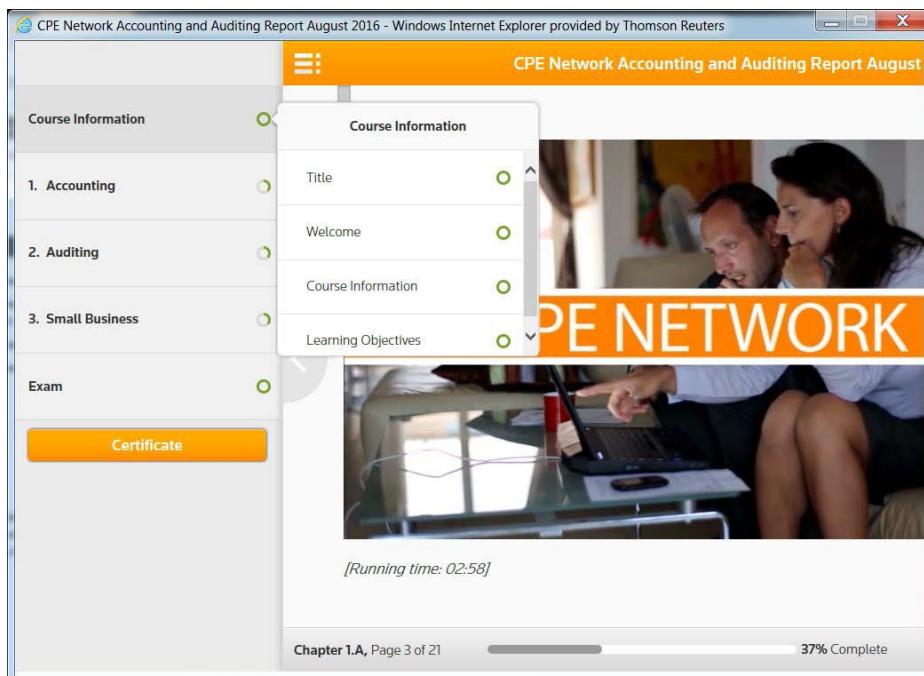 CPE Network Accounting and Auditing Report August 2016 - Windows Internet Explorer provided by Thomson Reuters
CPE Network Accounting and Auditing Report August
Course Information
1. Accounting
2. Auditing
3. Small Business
Exam
Certificate
Course Information
Title
Welcome
Course Information
Learning Objectives
PE NETWORK
[Running time: 02:58]
Chapter 1.A, Page 3 of 21
37% Complete